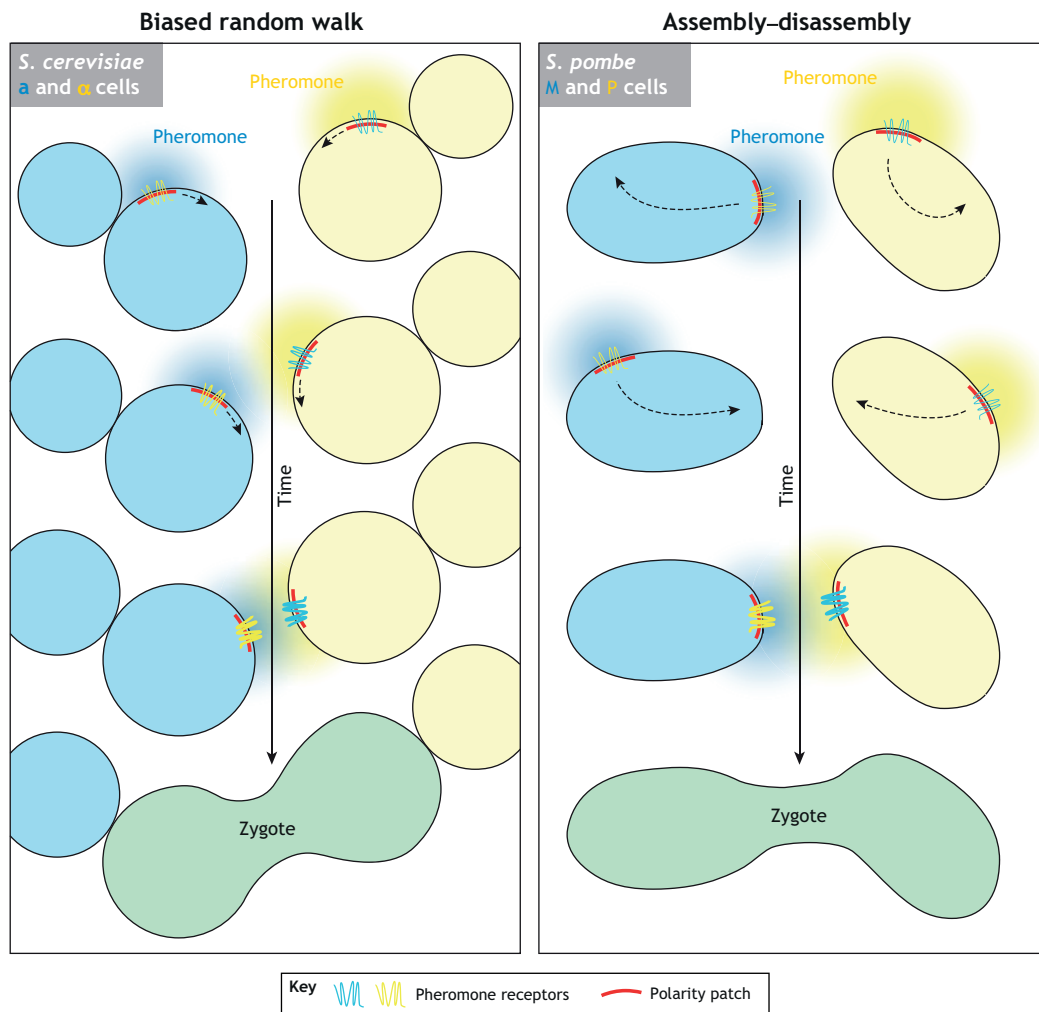 Biased random walk
S. cerevisiae
a and α cells
Pheromone
Pheromone
Time
Zygote
Assembly–disassembly
S. pombe
M and P cells
Pheromone
Pheromone
Time
Zygote
Key
Pheromone receptors
Polarity patch